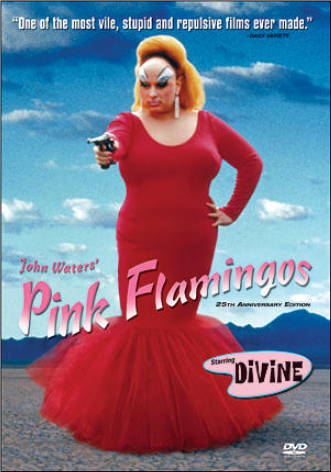 "One of the most vile, stupid and repulsive films ever made."
-DAILY VARIETY
John Waters'
Pink Flamingos
25TH ANNIVERSARY EDITION
Starring
DIVINE
DVD